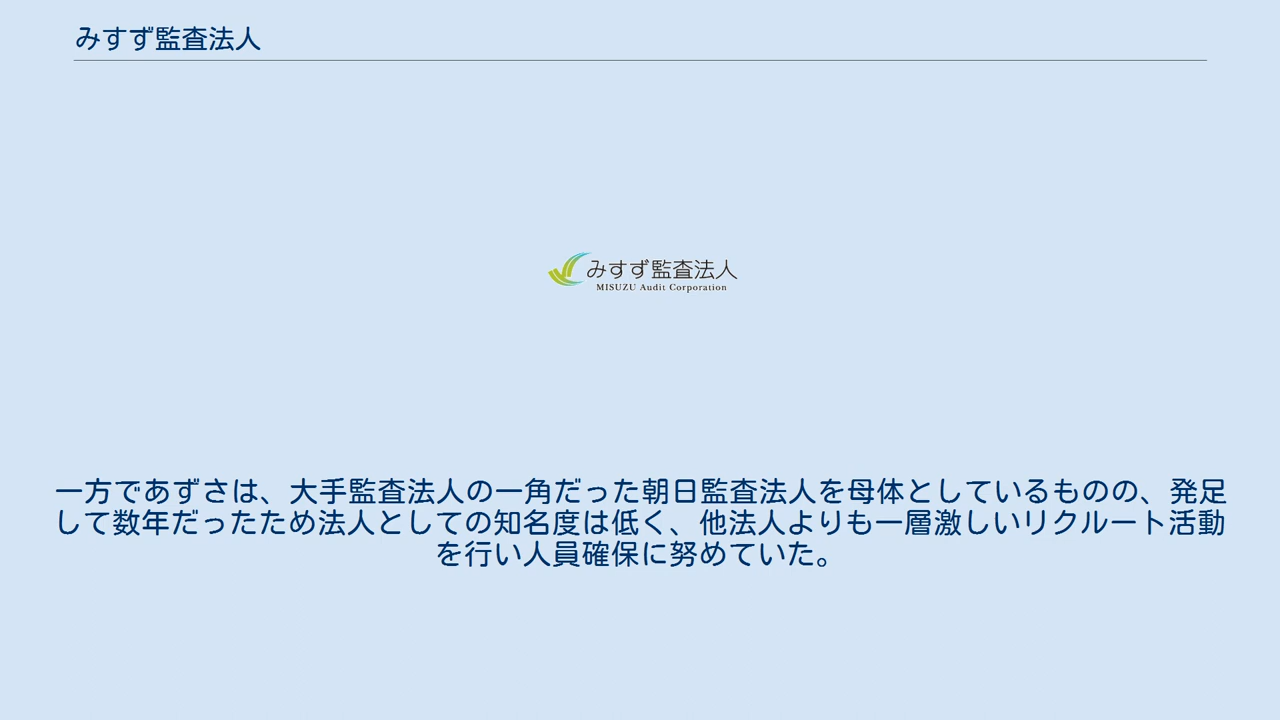 みすず監査法人
みすず監査法人
MISUZU Audit Corporation
一方であずさは、大手監査法人の一角だった朝日監査法人を母体としているものの、発足
して数年だったため法人としての知名度は低く、他法人よりも一層激しいリクルート活動
を行い人員確保に努めていた。